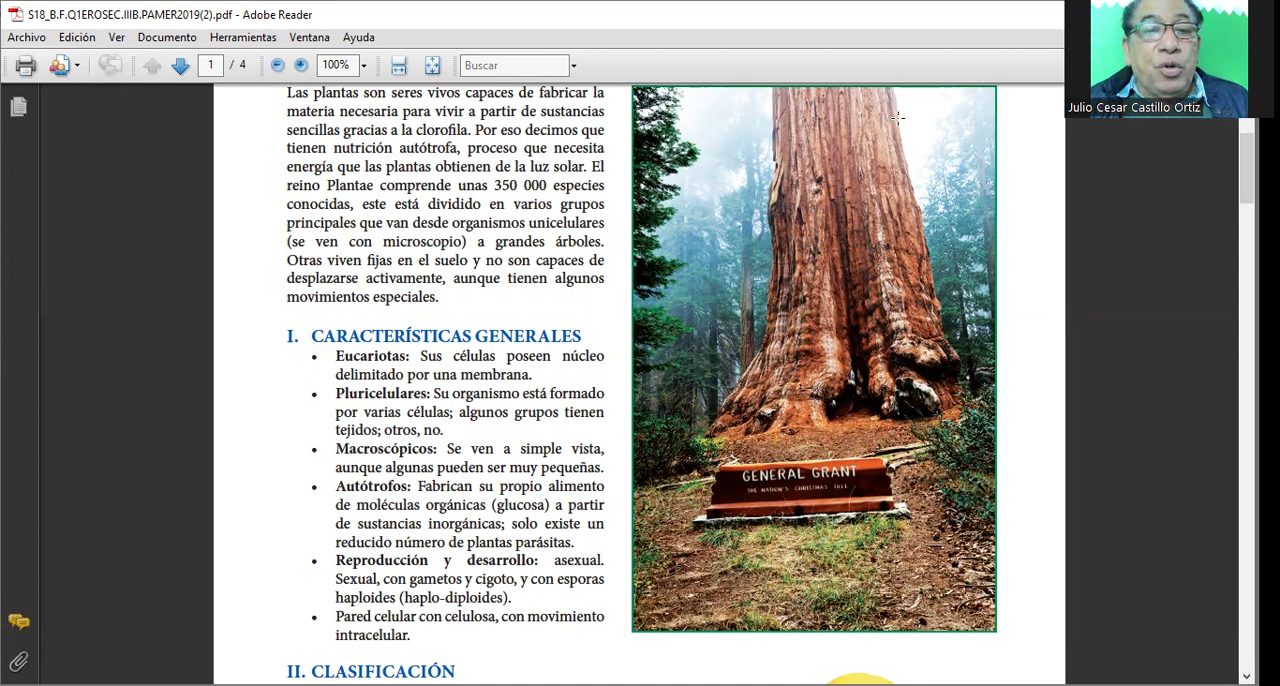 S18_B.F.Q1EROSEC.IIIB.PAMER2019(2).pdf - Adobe Reader
Archivo Edición Ver Documento Herramientas Ventana Ayuda
1 / 4 100% Buscar
Julio Cesar Castillo Ortiz
Las plantas son seres vivos capaces de fabricar la
materia necesaria para vivir a partir de sustancias
sencillas gracias a la clorofila. Por eso decimos que
tienen nutrición autótrofa, proceso que necesita
energía que las plantas obtienen de la luz solar. El
reino Plantae comprende unas 350 000 especies
conocidas, este está dividido en varios grupos
principales que van desde organismos unicelulares
(se ven con microscopio) a grandes árboles.
Otras viven fijas en el suelo y no son capaces de
desplazarse activamente, aunque tienen algunos
movimientos especiales.
I. CARACTERÍSTICAS GENERALES
• Eucariotas: Sus células poseen núcleo
delimitado por una membrana.
• Pluricelulares: Su organismo está formado
por varias células; algunos grupos tienen
tejidos; otros, no.
• Macroscópicos: Se ven a simple vista,
aunque algunas pueden ser muy pequeñas.
• Autótrofos: Fabrican su propio alimento
de moléculas orgánicas (glucosa) a partir
de sustancias inorgánicas; solo existe un
reducido número de plantas parásitas.
• Reproducción y desarrollo: asexual.
Sexual, con gametos y cigoto, y con esporas
haploides (haplo-diploides).
• Pared celular con celulosa, con movimiento
intracelular.
II. CLASIFICACIÓN
GENERAL GRANT
THE NATION'S CHRISTMAS TREE